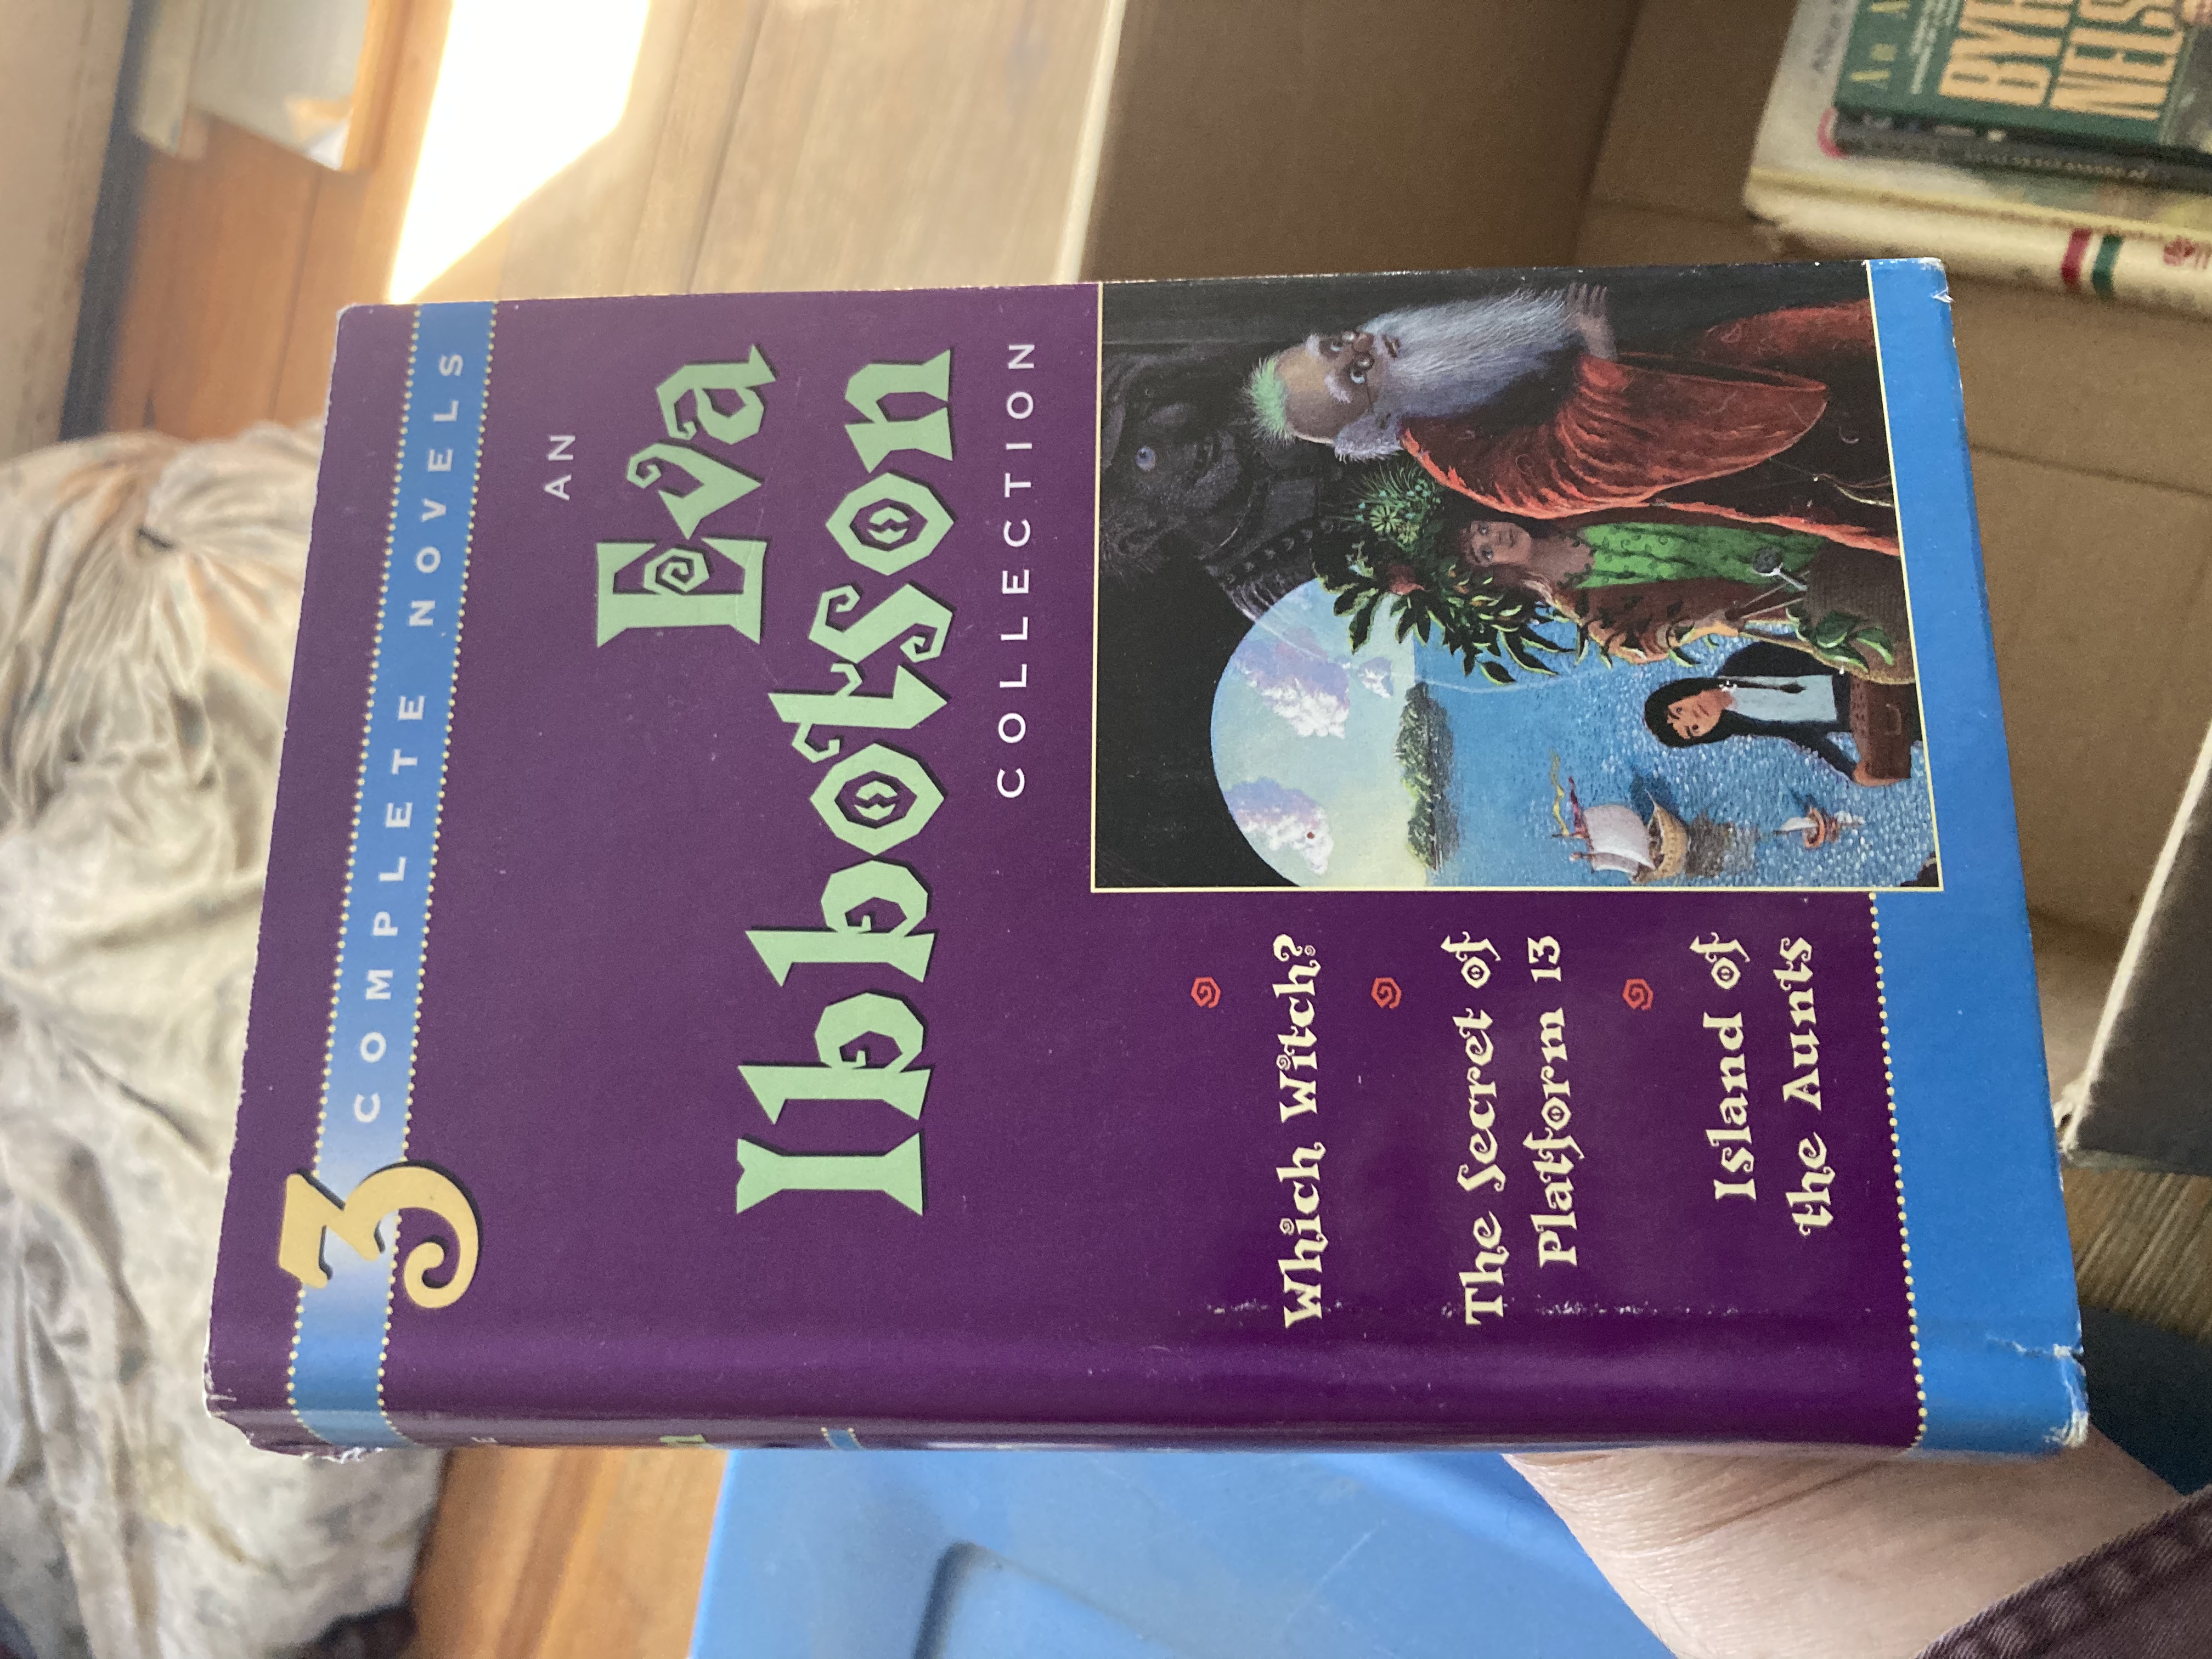 3 COMPLETE NOVELS
AN
Eva
Ibbotson
COLLECTION
Which Witch?
The Secret of
Platform 13
Island of
the Aunts